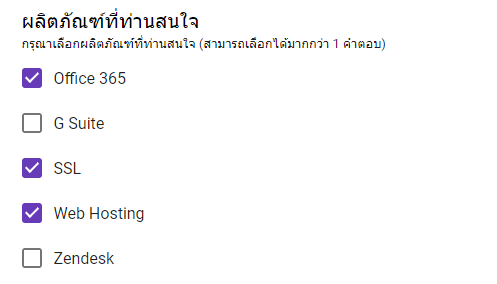 ผลิตภัณฑ์ที่ท่านสนใจ
กรุณาเลือกผลิตภัณฑ์ที่ท่านสนใจ (สามารถเลือกได้มากกว่า 1 คำตอบ)
Office 365
G Suite
SSL
Web Hosting
Zendesk